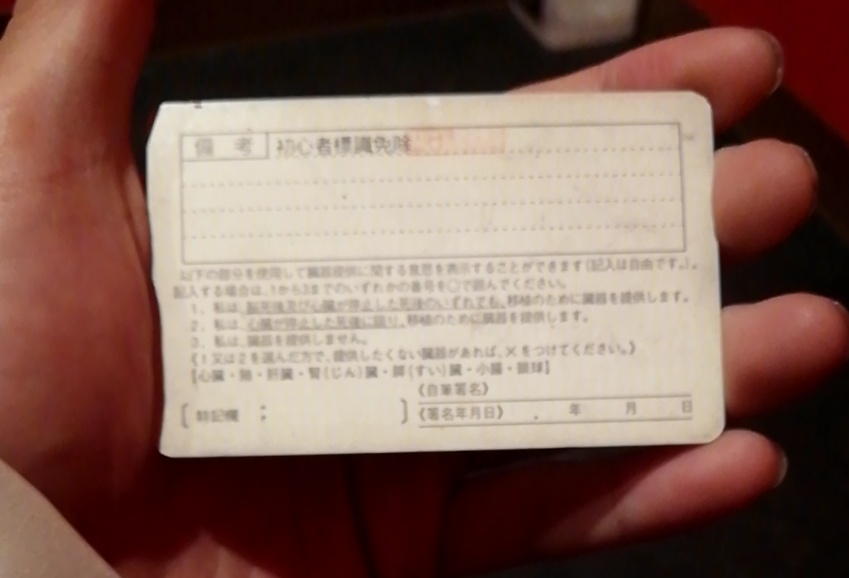 備 考 初心者標識免除
以下の部分を使用して臓器提供に関する意思を表示することができます(記入は自由です。)。
記入する場合は、1から3までのいずれかの番号を○で囲んでください。
1. 私は、脳死後及び心臓が停止した死後のいずれでも、移植のために臓器を提供します。
2. 私は、心臓が停止した死後に限り、移植のために臓器を提供します。
3. 私は、臓器を提供しません。
《1又は2を選んだ方で、提供したくない臓器があれば、×をつけてください。》
【心臓・肺・肝臓・腎(じん)臓・膵(すい)臓・小腸・眼球】
《自筆署名》
〔特記欄 : 〕
《署名年月日》 年 月 日